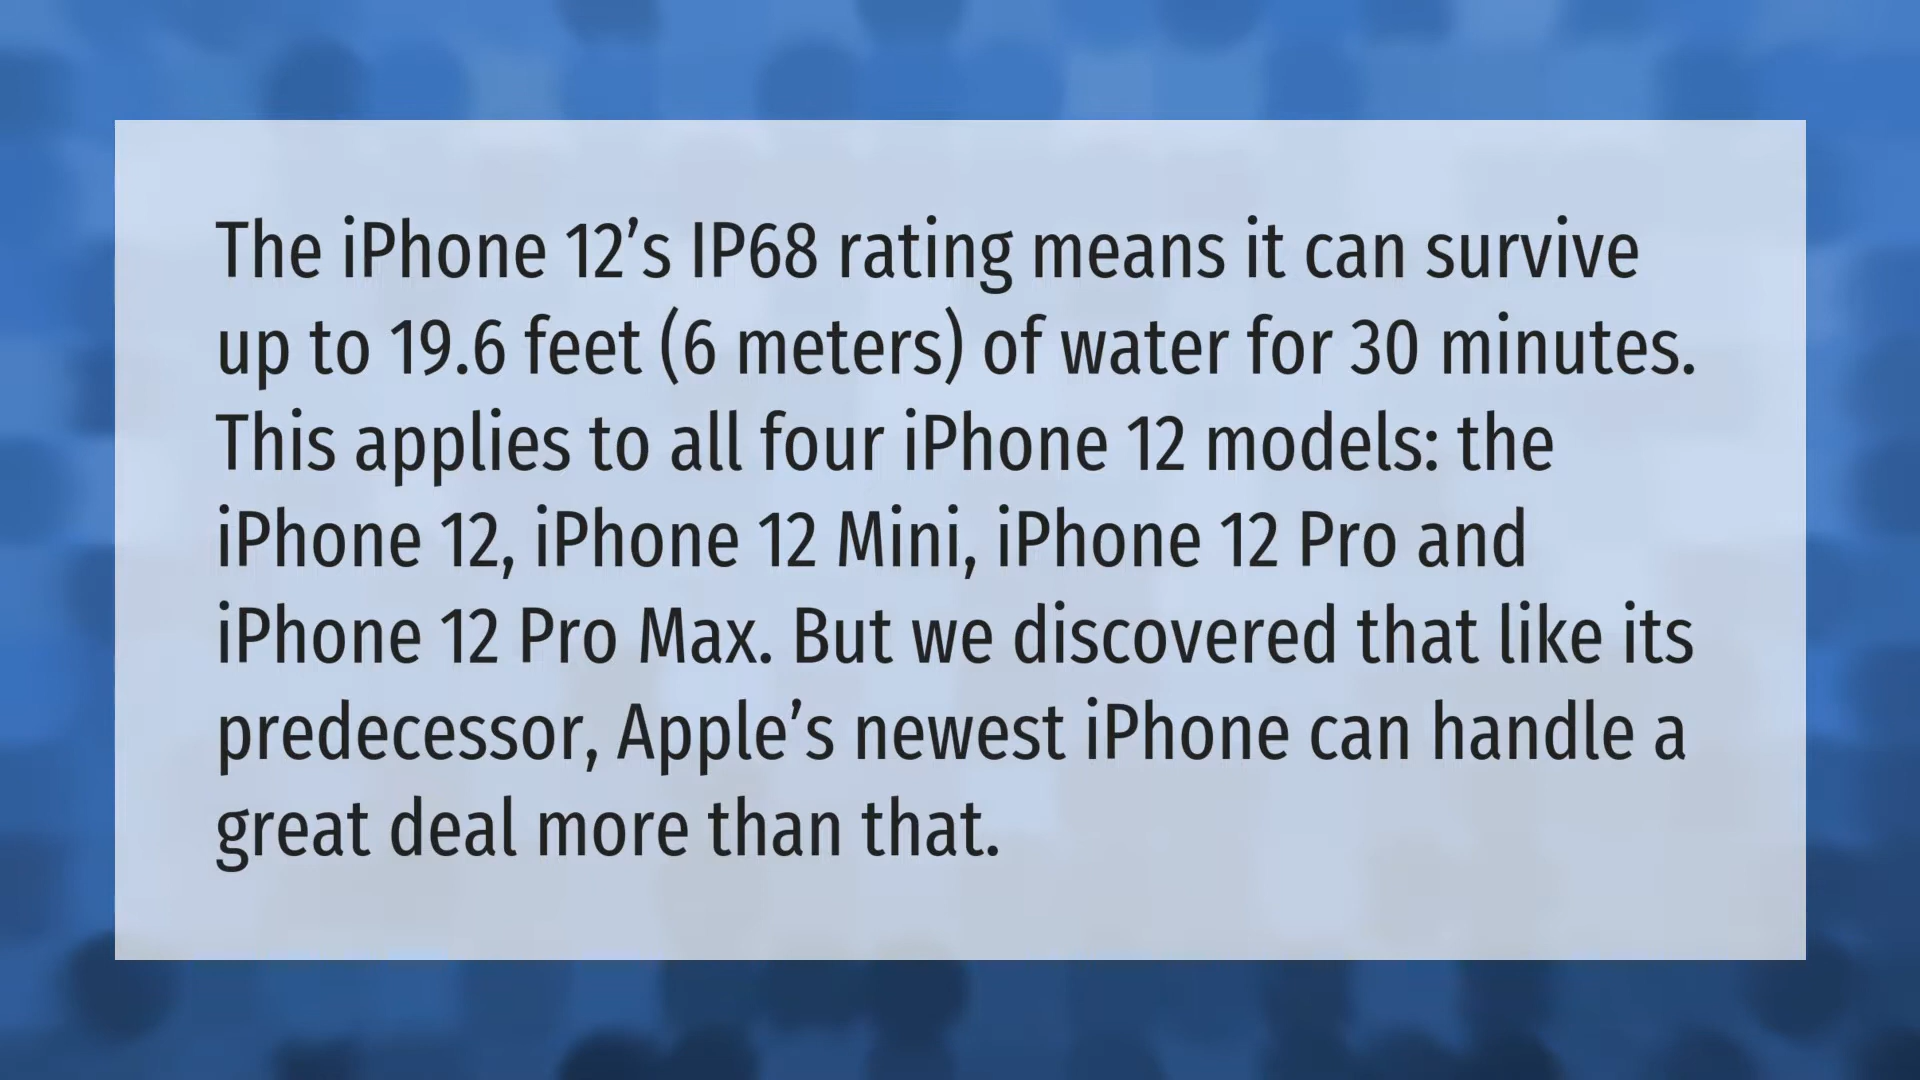 The iPhone 12’s IP68 rating means it can survive
up to 19.6 feet (6 meters) of water for 30 minutes.
This applies to all four iPhone 12 models: the
iPhone 12, iPhone 12 Mini, iPhone 12 Pro and
iPhone 12 Pro Max. But we discovered that like its
predecessor, Apple’s newest iPhone can handle a
great deal more than that.